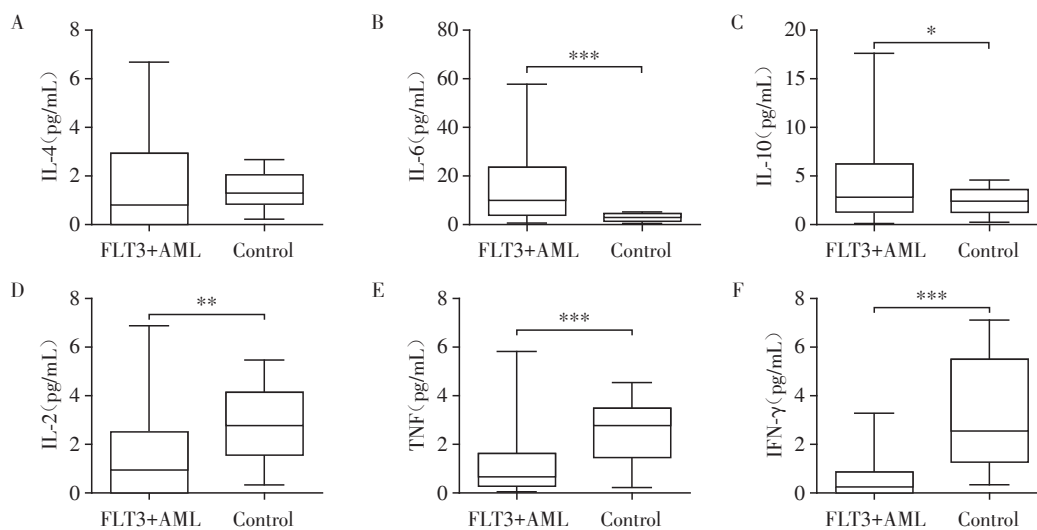 A
8
6
4
2
0
IL-4(pg/mL)
FLT3+AML Control
B
80
60
40
20
0
IL-6(pg/mL)
***
FLT3+AML Control
C
20
15
10
5
0
IL-10(pg/mL)
*
FLT3+AML Control
D
8
6
4
2
0
IL-2(pg/mL)
**
FLT3+AML Control
E
8
6
4
2
0
TNF(pg/mL)
***
FLT3+AML Control
F
8
6
4
2
0
IFN-γ(pg/mL)
***
FLT3+AML Control